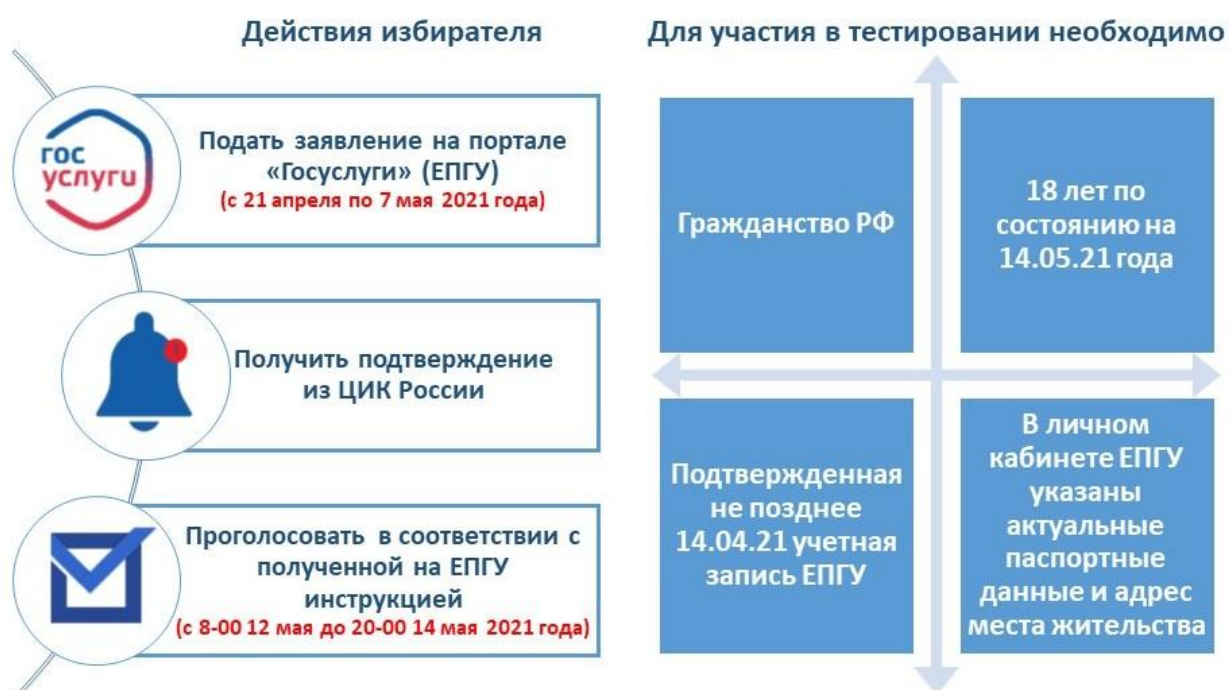 Действия избирателя
гос
услуги
Подать заявление на портале
«Госуслуги» (ЕПГУ)
(с 21 апреля по 7 мая 2021 года)
Получить подтверждение
из ЦИК России
Проголосовать в соответствии с
полученной на ЕПГУ
инструкцией
(с 8-00 12 мая до 20-00 14 мая 2021 года)
Для участия в тестировании необходимо
Гражданство РФ
18 лет по
состоянию на
14.05.21 года
Подтвержденная
не позднее
14.04.21 учетная
запись ЕПГУ
В личном
кабинете ЕПГУ
указаны
актуальные
паспортные
данные и адрес
места жительства